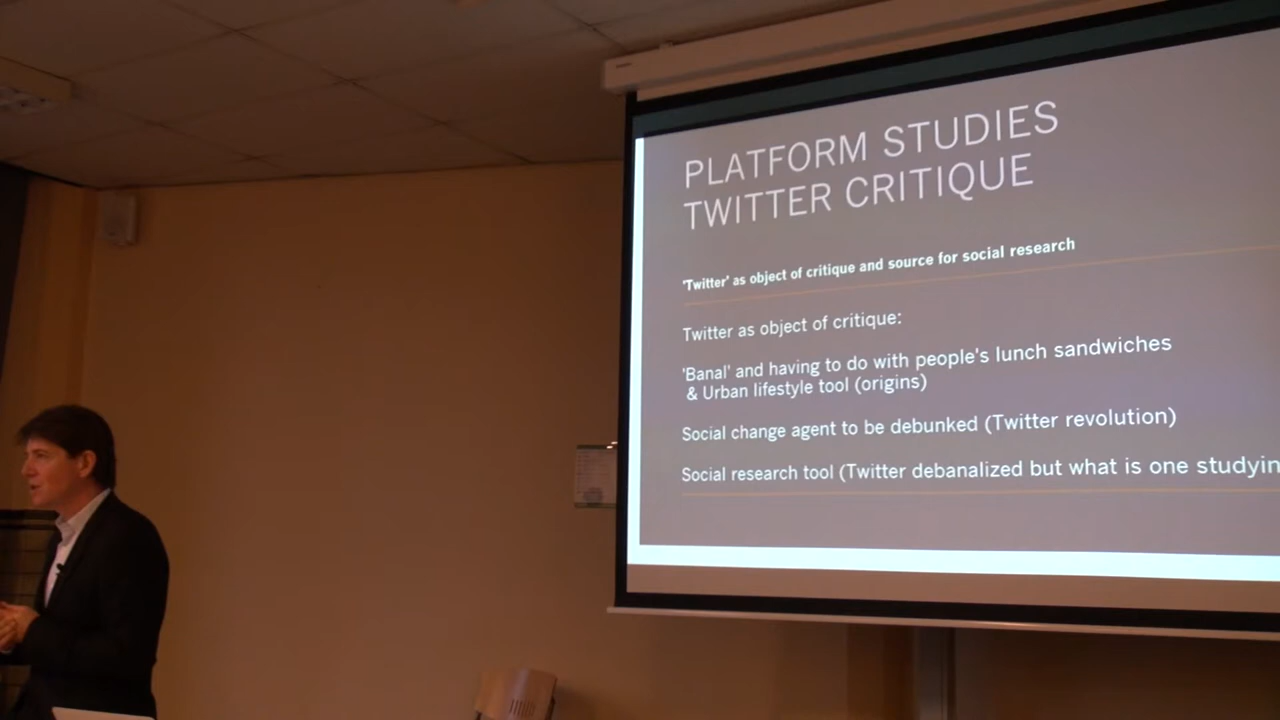 PLATFORM STUDIES
TWITTER CRITIQUE
'Twitter' as object of critique and source for social research
Twitter as object of critique:
'Banal' and having to do with people's lunch sandwiches
& Urban lifestyle tool (origins)
Social change agent to be debunked (Twitter revolution)
Social research tool (Twitter debanalized but what is one studyin